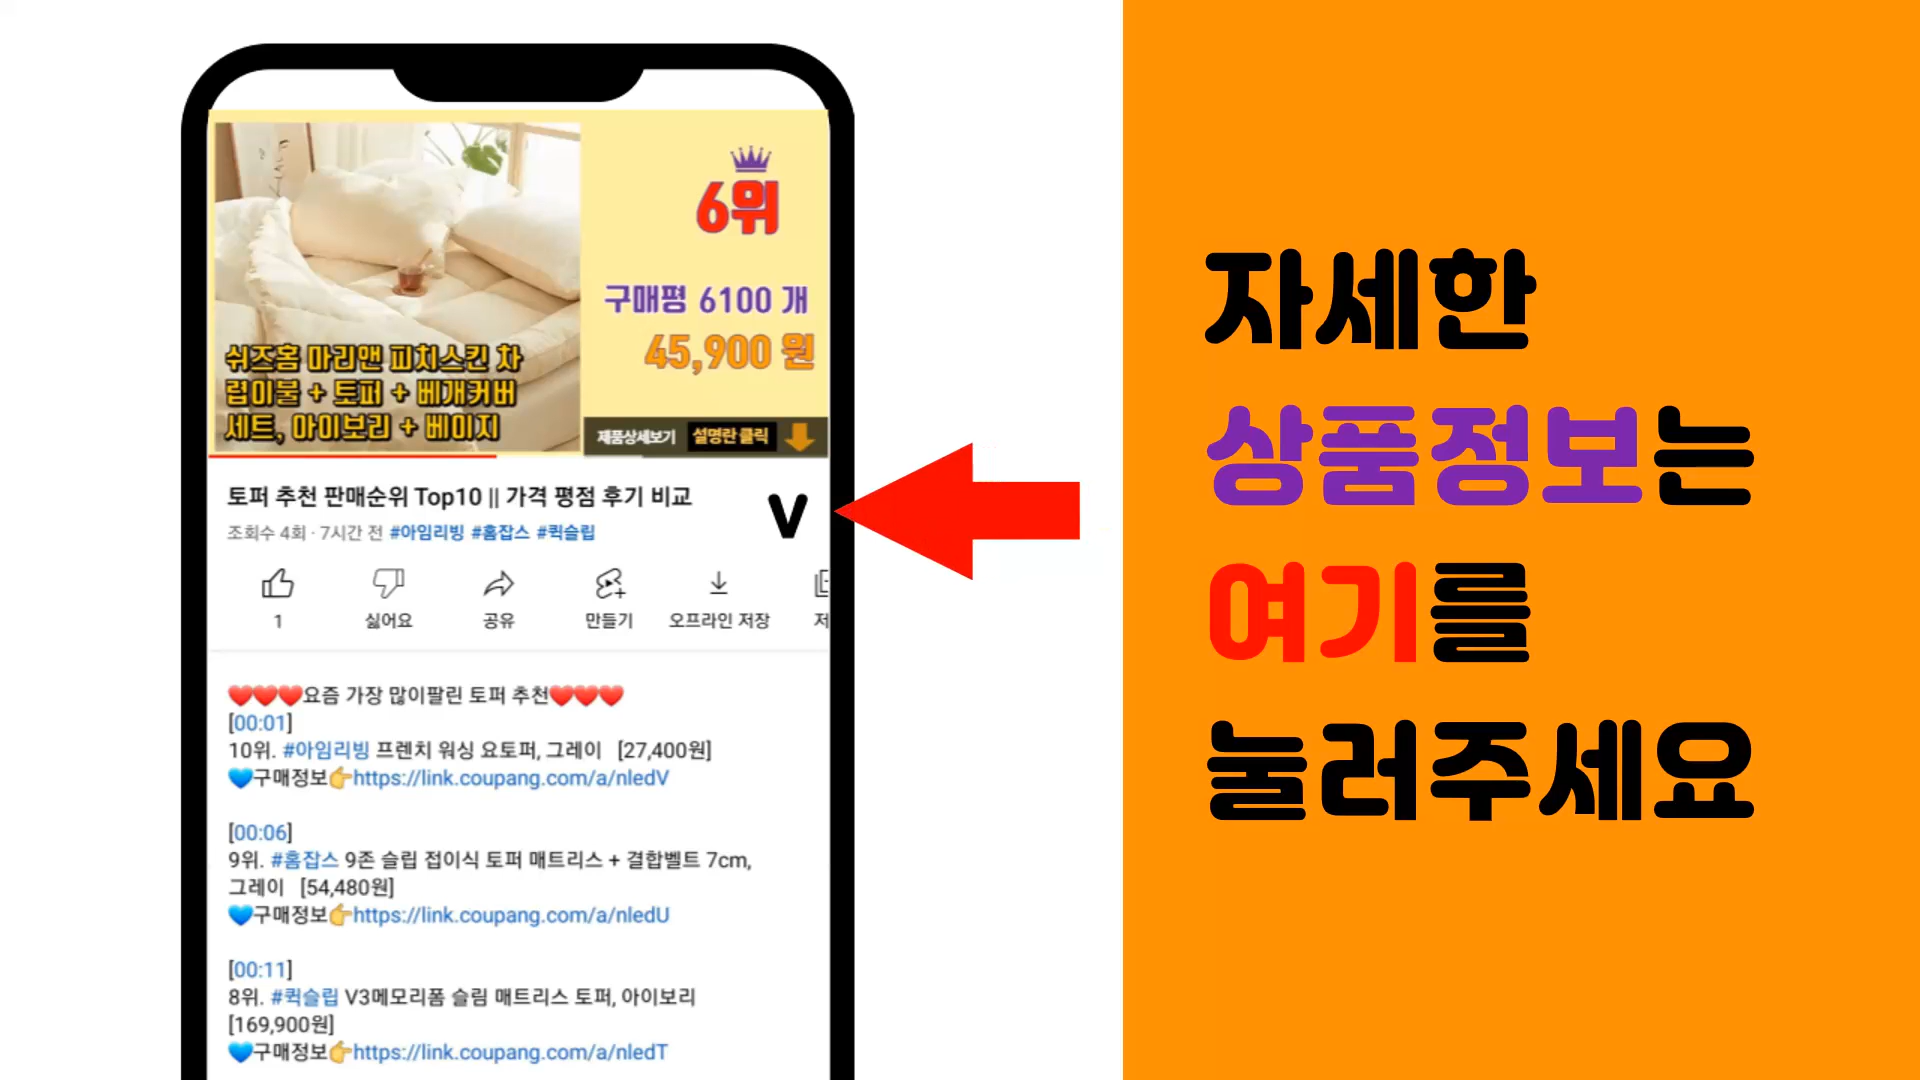 6위
구매평 6100 개
45,900 원
쉬즈홈 마리앤 피치스킨 차
렵이불 + 토퍼 + 베개커버
세트, 아이보리 + 베이지
제품상세보기 설명란 클릭
토퍼 추천 판매순위 Top10 || 가격 평점 후기 비교
V
조회수 4회 · 7시간 전 #아임리빙 #홈잡스 #퀵슬립
1 싫어요 공유 만들기 오프라인 저장 저
❤️❤️❤️요즘 가장 많이팔린 토퍼 추천❤️❤️❤️
[00:01]
10위. #아임리빙 프렌치 워싱 요토퍼, 그레이 [27,400원]
💙구매정보👉https://link.coupang.com/a/nledV
[00:06]
9위. #홈잡스 9존 슬립 접이식 토퍼 매트리스 + 결합벨트 7cm,
그레이 [54,480원]
💙구매정보👉https://link.coupang.com/a/nledU
[00:11]
8위. #퀵슬립 V3메모리폼 슬림 매트리스 토퍼, 아이보리
[169,900원]
💙구매정보👉https://link.coupang.com/a/nledT
자세한
상품정보는
여기를
눌러주세요